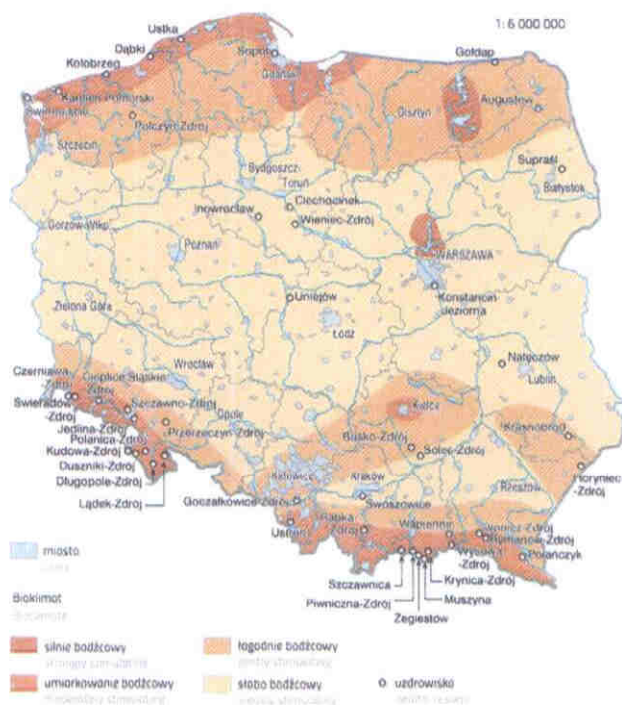 1:6 000 000
Ustka
Dąbki
Sopot
Gołdap
Kołobrzeg
Gdańsk
Kamień Pomorski
Augustów
Olsztyn
Połczyn-Zdrój
Szczecin
Supraśl
Bydgoszcz
Białystok
Toruń
Ciechocinek
Inowrocław
Wieniec-Zdrój
Gorzów Wlkp.
Poznań
WARSZAWA
Uniejów
Konstancin
Jeziorna
Zielona Góra
Łódź
Nałęczów
Wrocław
Lublin
Czerniawa-
Zdrój
Cieplice Śląskie
Zdrój
Szczawno-Zdrój
Świeradów-
Zdrój
Opole
Kielce
Jedlina-Zdrój
Przerzeczyn-Zdrój
Krasnobród
Polanica-Zdrój
Busko-Zdrój
Kudowa-Zdrój
Solec-Zdrój
Duszniki-Zdrój
Katowice
Kraków
Rzeszów
Horyniec
-Zdrój
Długopole-Zdrój
Goczałkowice-Zdrój
Swoszowice
Lądek-Zdrój
Rabka-
Zdrój
Wapienne
Iwonicz-Zdrój
Rymanów-Zdrój
Ustroń
Wysowa
-Zdrój
Polańczyk
Szczawnica
Krynica-Zdrój
Piwniczna-Zdrój
Muszyna
Żegiestów
miasto
Bioklimat
silnie bodźcowy
łagodnie bodźcowy
umiarkowanie bodźcowy
słabo bodźcowy
uzdrowiska